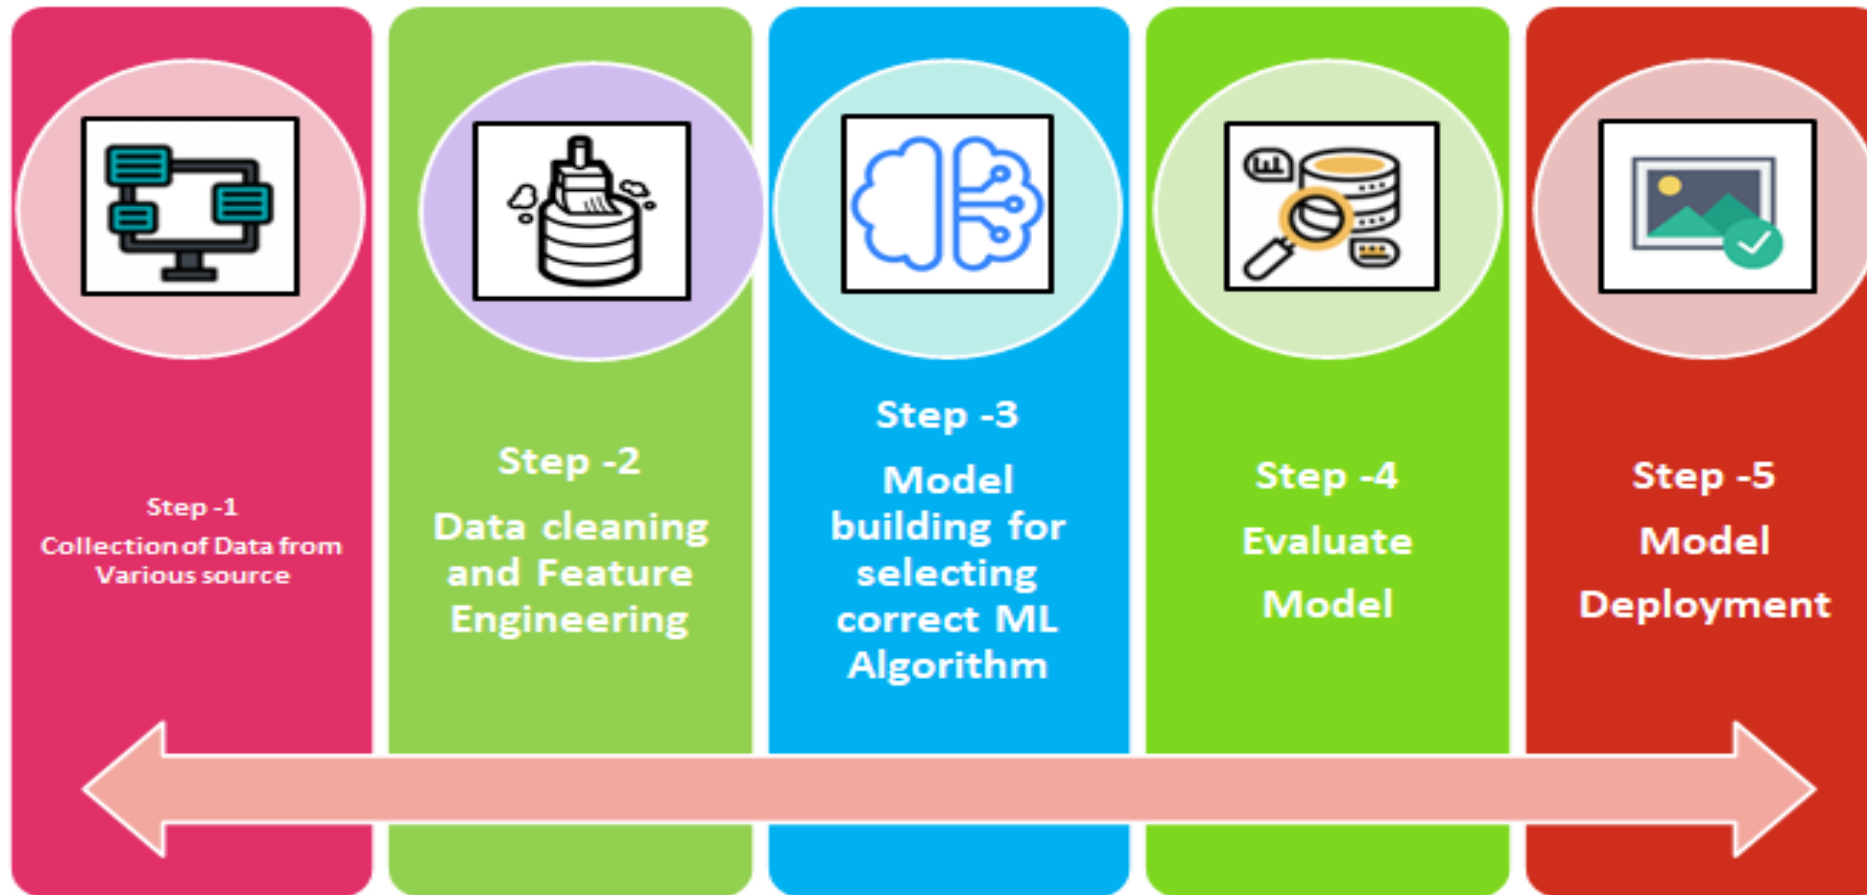 Step -1
Collection of Data from
Various source
Step -2
Data cleaning
and Feature
Engineering
Step -3
Model
building for
selecting
correct ML
Algorithm
Step -4
Evaluate
Model
Step -5
Model
Deployment